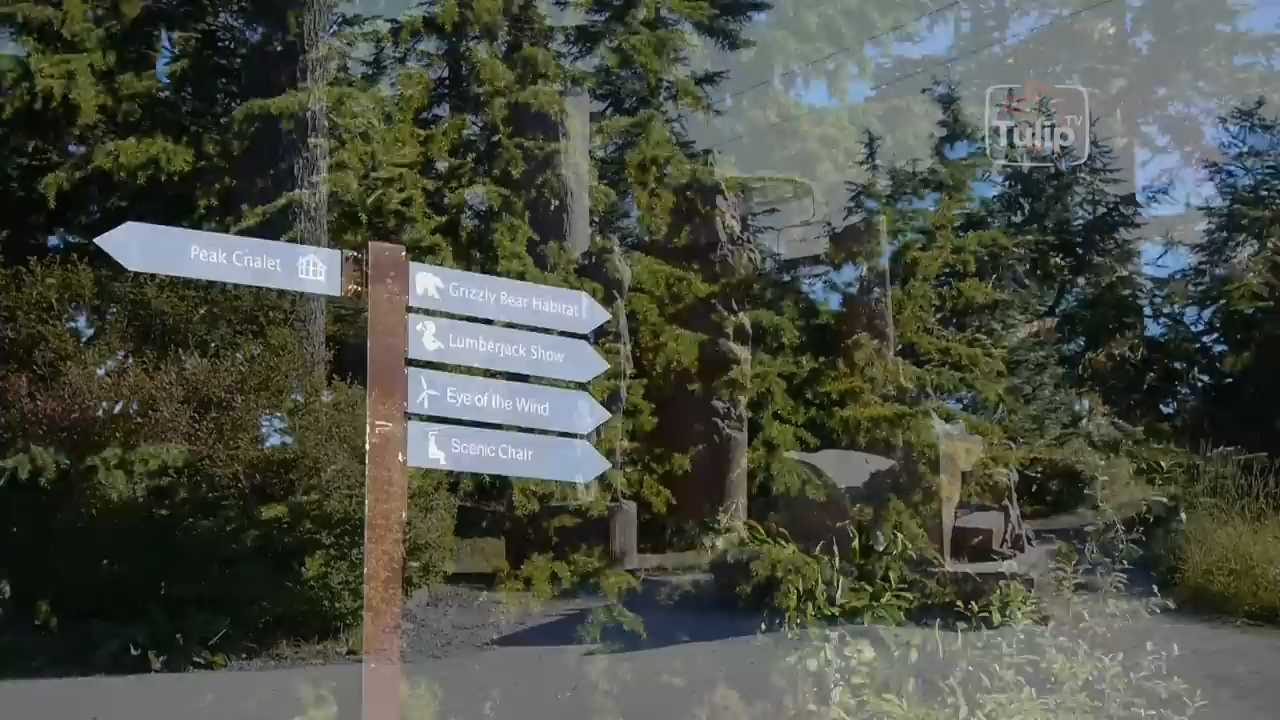 Tulip TV
Peak Chalet
Grizzly Bear Habitat
Lumberjack Show
Eye of the Wind
Scenic Chair